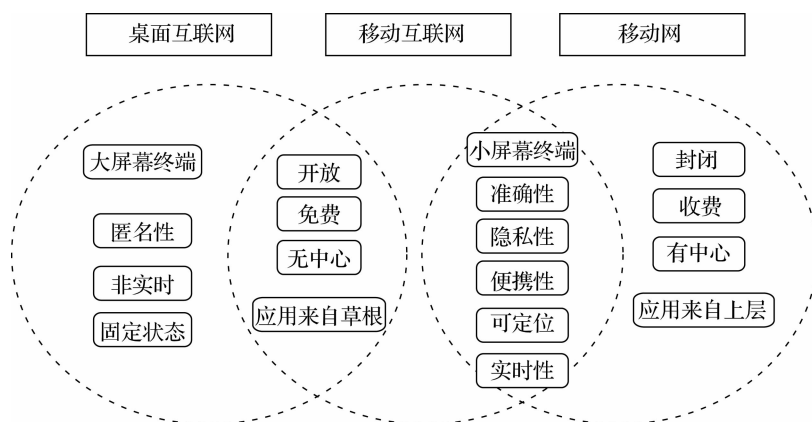 桌面互联网
移动互联网
移动网
大屏幕终端
匿名性
非实时
固定状态
开放
免费
无中心
应用来自草根
小屏幕终端
准确性
隐私性
便携性
可定位
实时性
封闭
收费
有中心
应用来自上层